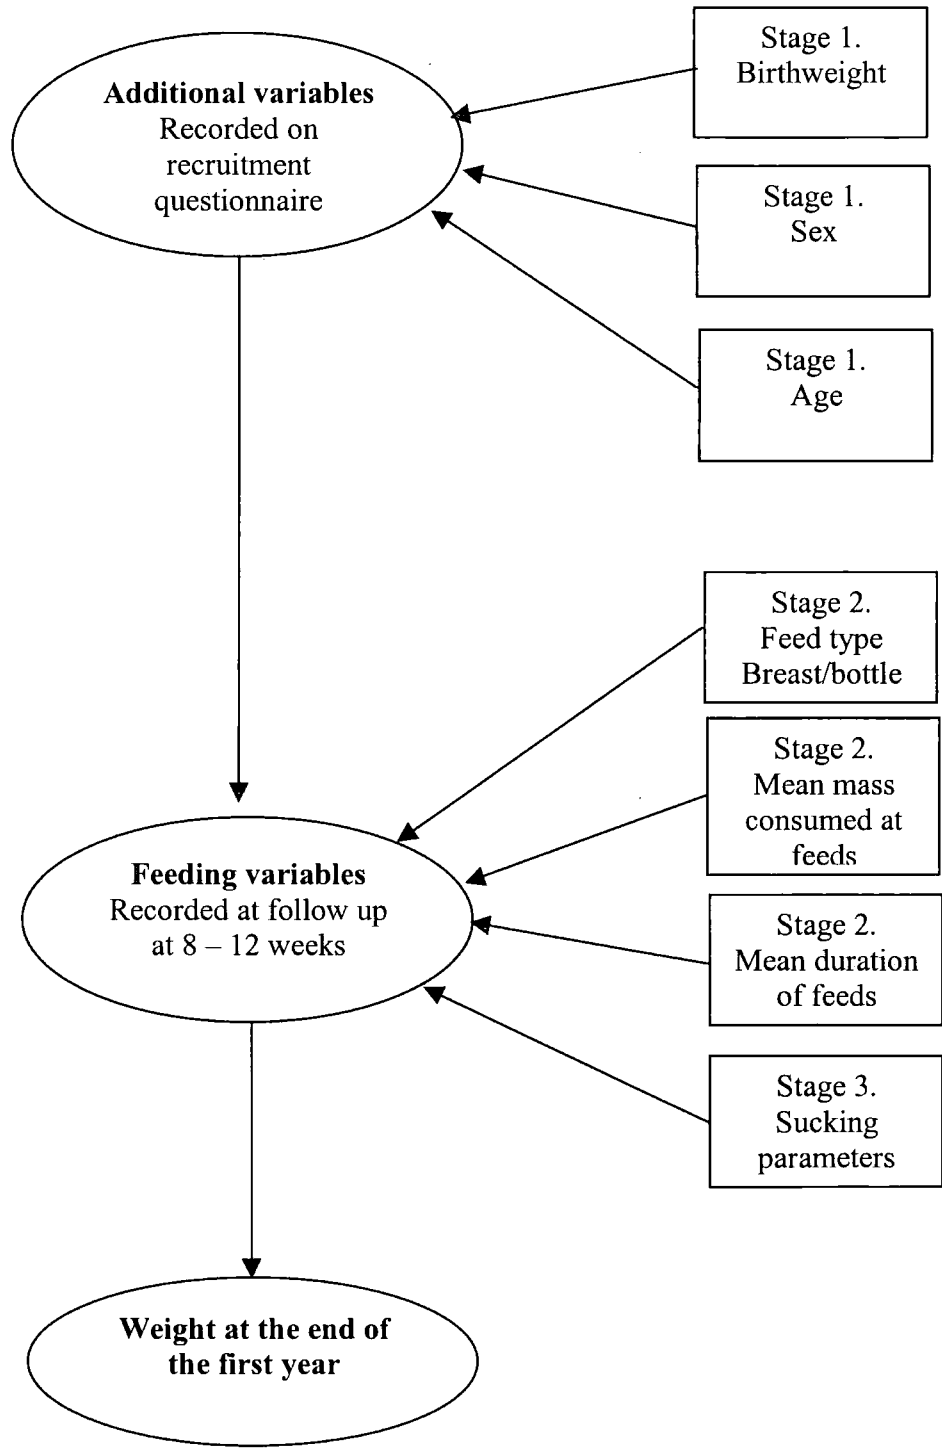 Additional variables
Recorded on
recruitment
questionnaire
Stage 1.
Birthweight
Stage 1.
Sex
Stage 1.
Age
Feeding variables
Recorded at follow up
at 8 – 12 weeks
Stage 2.
Feed type
Breast/bottle
Stage 2.
Mean mass
consumed at
feeds
Stage 2.
Mean duration
of feeds
Stage 3.
Sucking
parameters
Weight at the end of
the first year